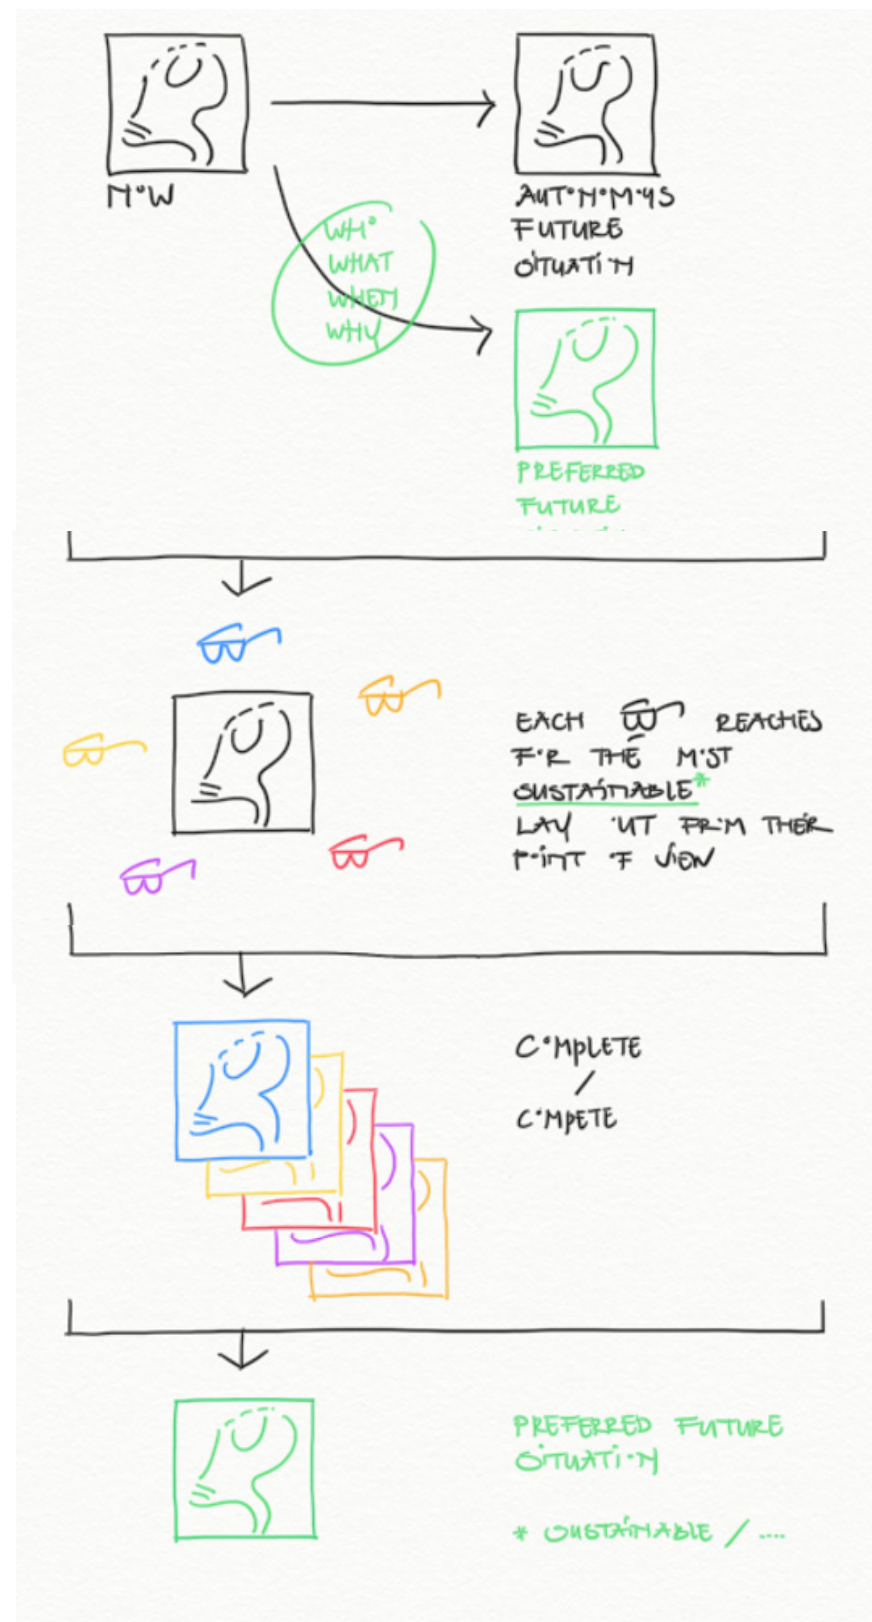 NOW
AUTONOMOUS
FUTURE
SITUATION
WHO
WHAT
WHEN
WHY
PREFERRED
FUTURE
EACH REACHES
FOR THE MOST
SUSTAINABLE*
LAY OUT FROM THEIR
POINT OF VIEW
COMPLETE
/
COMPETE
PREFERRED FUTURE
SITUATION
* SUSTAINABLE / ....